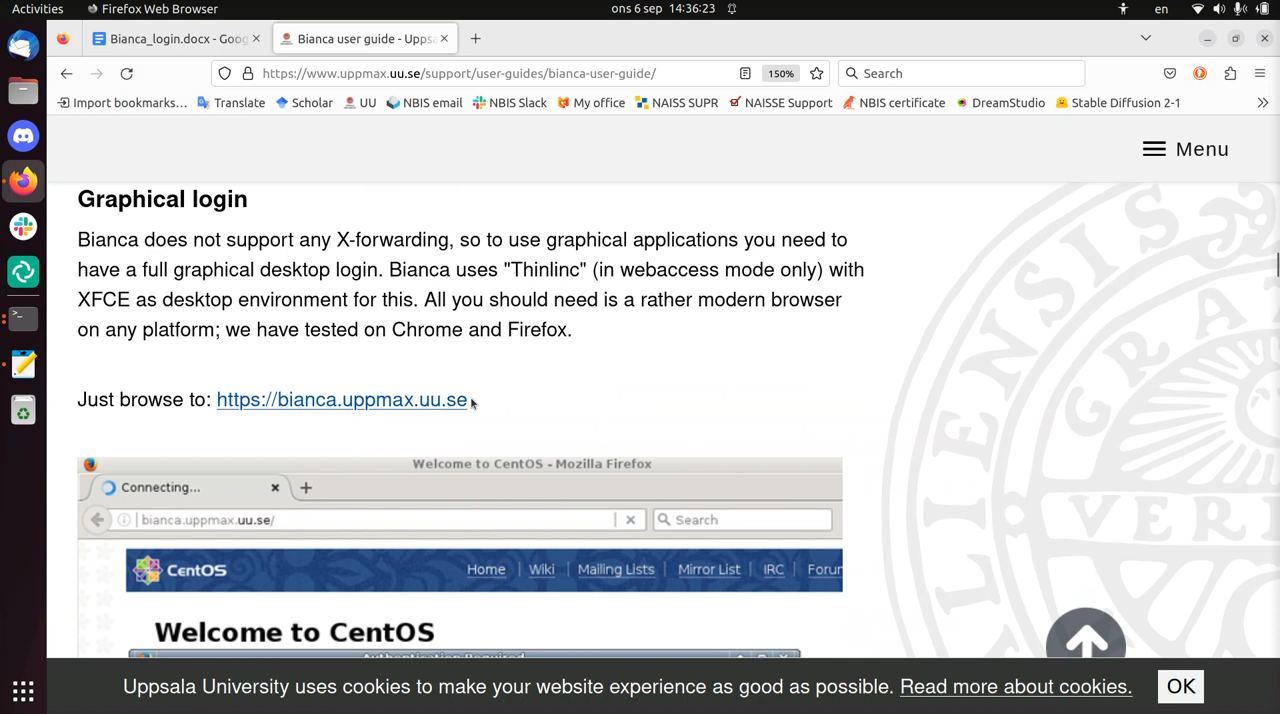 Activities
Firefox Web Browser
ons 6 sep 14:36:23
en
Bianca_login.docx - Goog
Bianca user guide - Uppsa
https://www.uppmax.uu.se/support/user-guides/bianca-user-guide/
150%
Search
Import bookmarks...
Translate
Scholar
UU
NBIS email
NBIS Slack
My office
NAISS SUPR
NAISSE Support
NBIS certificate
DreamStudio
Stable Diffusion 2-1
Menu
Graphical login
Bianca does not support any X-forwarding, so to use graphical applications you need to
have a full graphical desktop login. Bianca uses "Thinlinc" (in webaccess mode only) with
XFCE as desktop environment for this. All you should need is a rather modern browser
on any platform; we have tested on Chrome and Firefox.
Just browse to: https://bianca.uppmax.uu.se
Welcome to CentOS - Mozilla Firefox
Connecting...
bianca.uppmax.uu.se/
Search
CentOS
Home
Wiki
Mailing Lists
Mirror List
IRC
Forun
Welcome to CentOS
Uppsala University uses cookies to make your website experience as good as possible. Read more about cookies.
OK